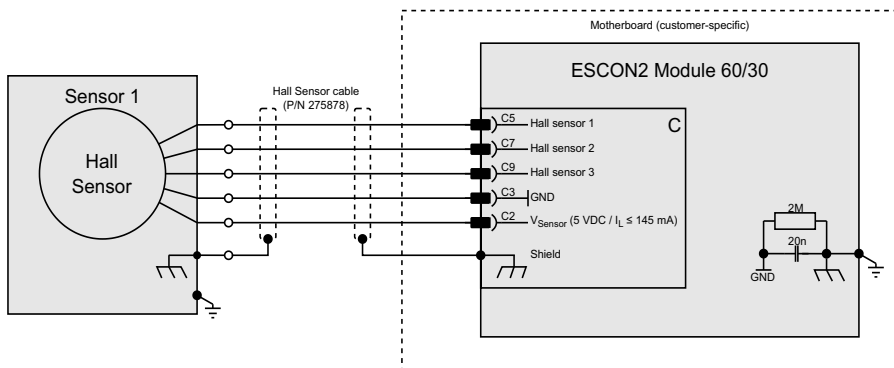 Motherboard (customer-specific)
ESCON2 Module 60/30
Sensor 1
Hall Sensor cable
(P/N 275878)
Hall
Sensor
C
C5
Hall sensor 1
C7
Hall sensor 2
C9
Hall sensor 3
C3
GND
C2
VSensor (5 VDC / IL ≤ 145 mA)
Shield
2M
20n
GND